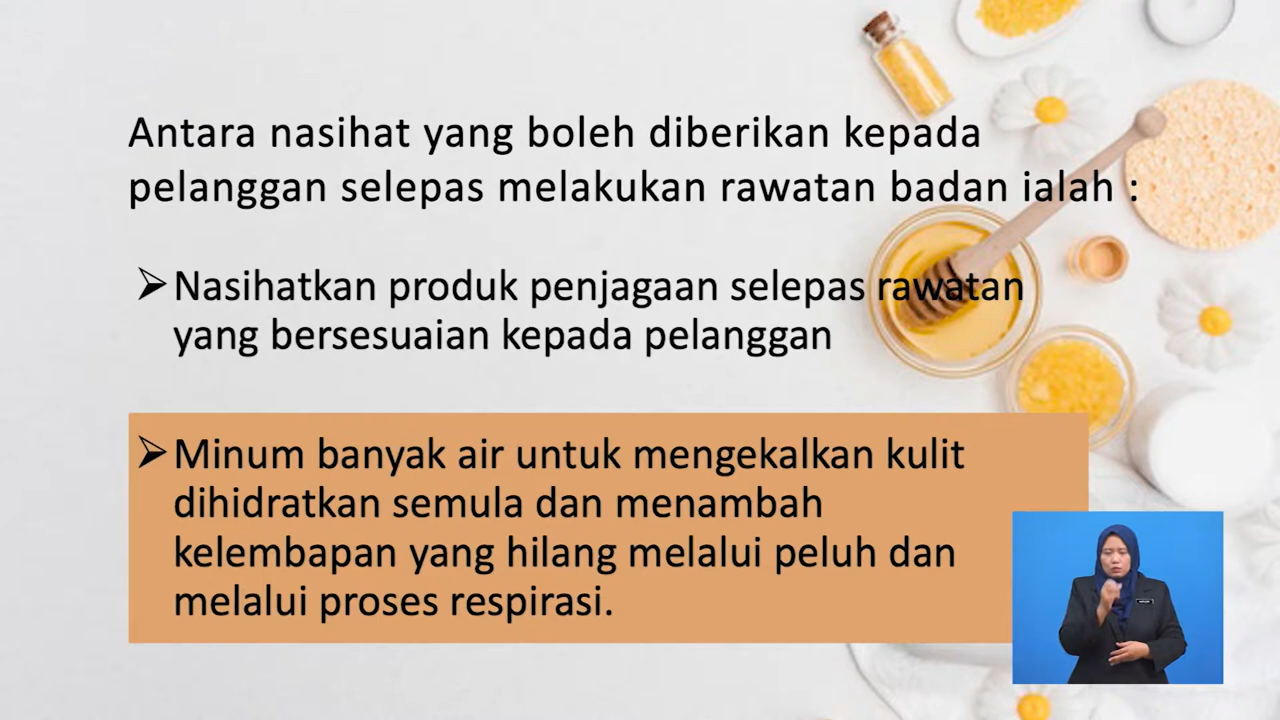 Antara nasihat yang boleh diberikan kepada
pelanggan selepas melakukan rawatan badan ialah :
➢Nasihatkan produk penjagaan selepas rawatan
yang bersesuaian kepada pelanggan
➢Minum banyak air untuk mengekalkan kulit
dihidratkan semula dan menambah
kelembapan yang hilang melalui peluh dan
melalui proses respirasi.